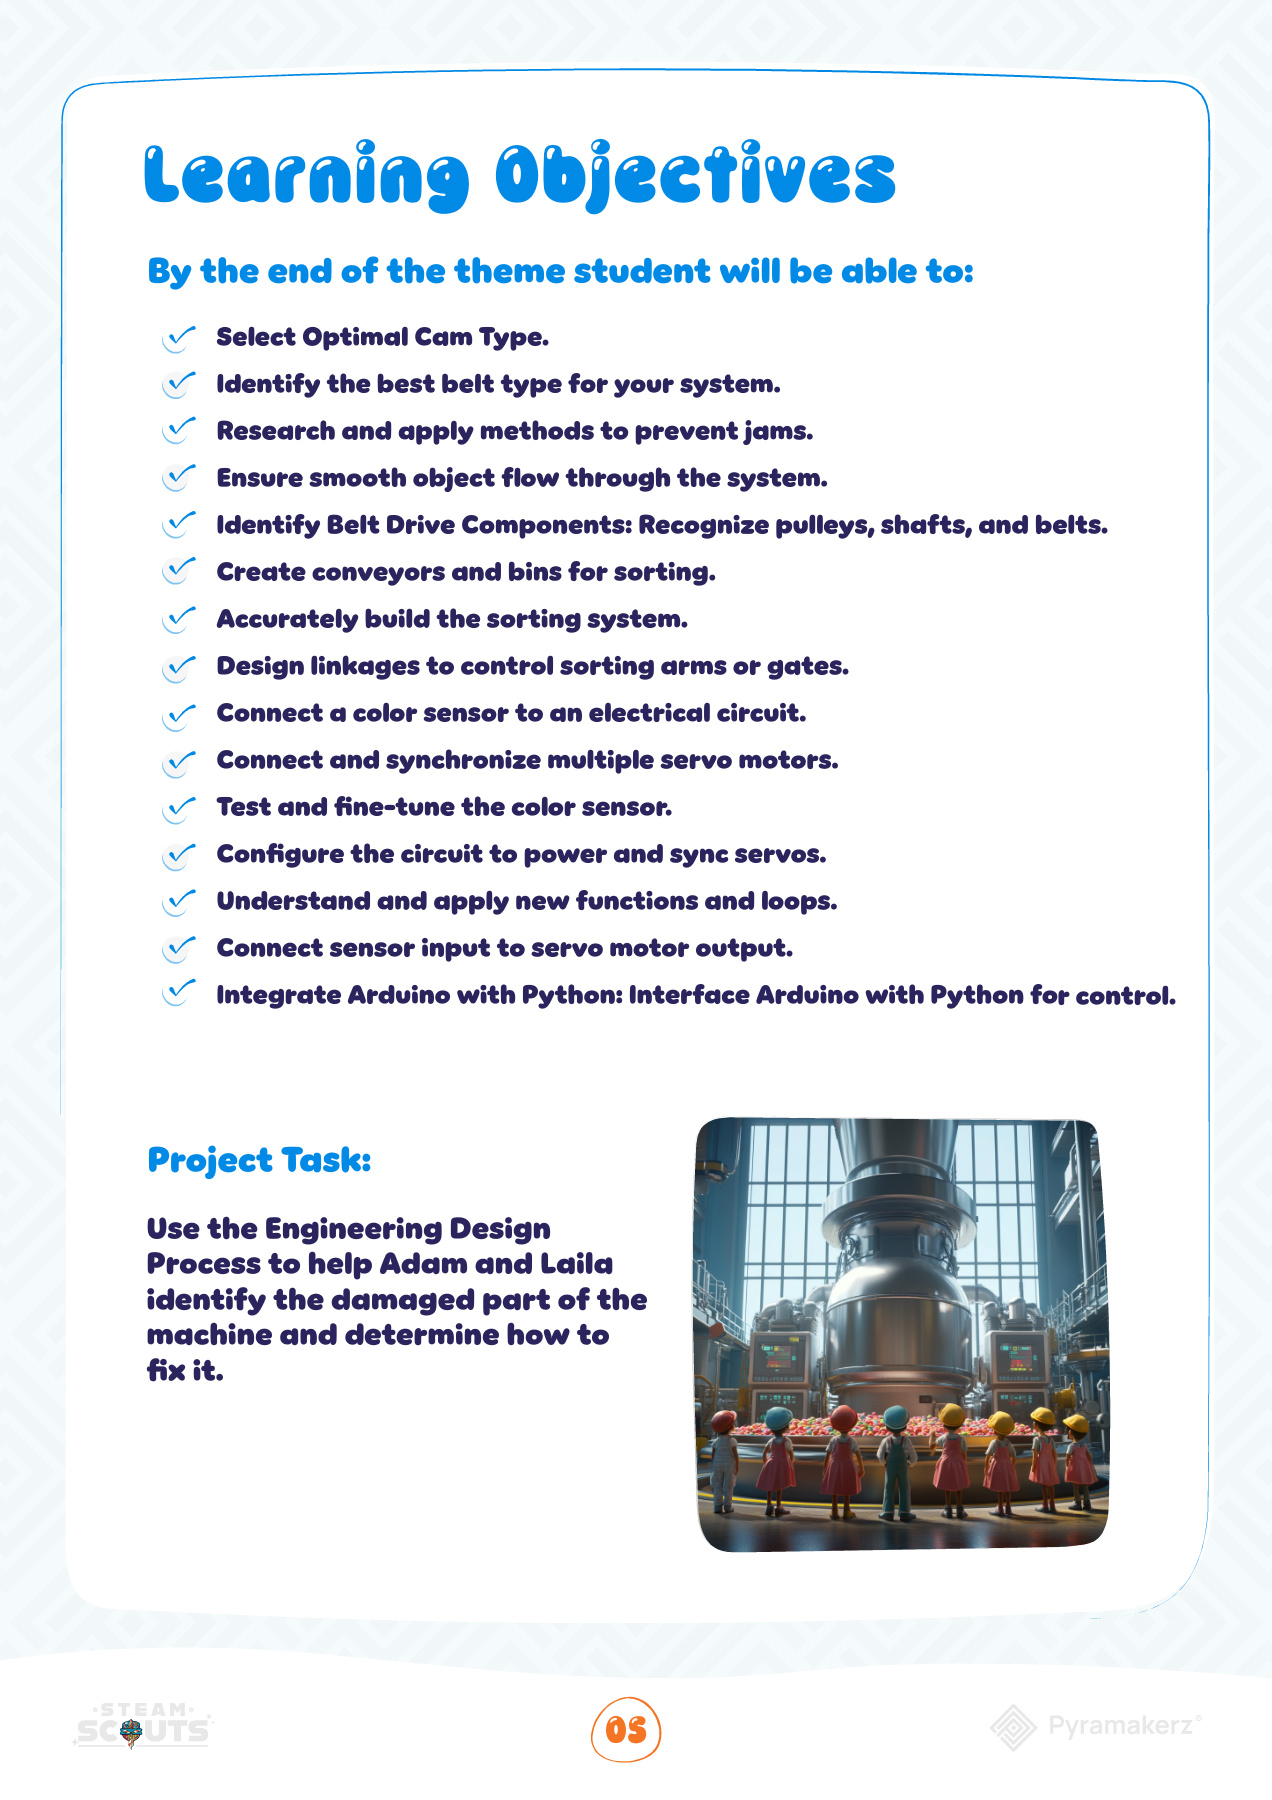 Learning Objectives
By the end of the theme student will be able to:
Select Optimal Cam Type.
Identify the best belt type for your system.
Research and apply methods to prevent jams.
Ensure smooth object flow through the system.
Identify Belt Drive Components: Recognize pulleys, shafts, and belts.
Create conveyors and bins for sorting.
Accurately build the sorting system.
Design linkages to control sorting arms or gates.
Connect a color sensor to an electrical circuit.
Connect and synchronize multiple servo motors.
Test and fine-tune the color sensor.
Configure the circuit to power and sync servos.
Understand and apply new functions and loops.
Connect sensor input to servo motor output.
Integrate Arduino with Python: Interface Arduino with Python for control.
Project Task:
Use the Engineering Design
Process to help Adam and Laila
identify the damaged part of the
machine and determine how to
fix it.
STEAM
SCOUTS
05
Pyramakerz